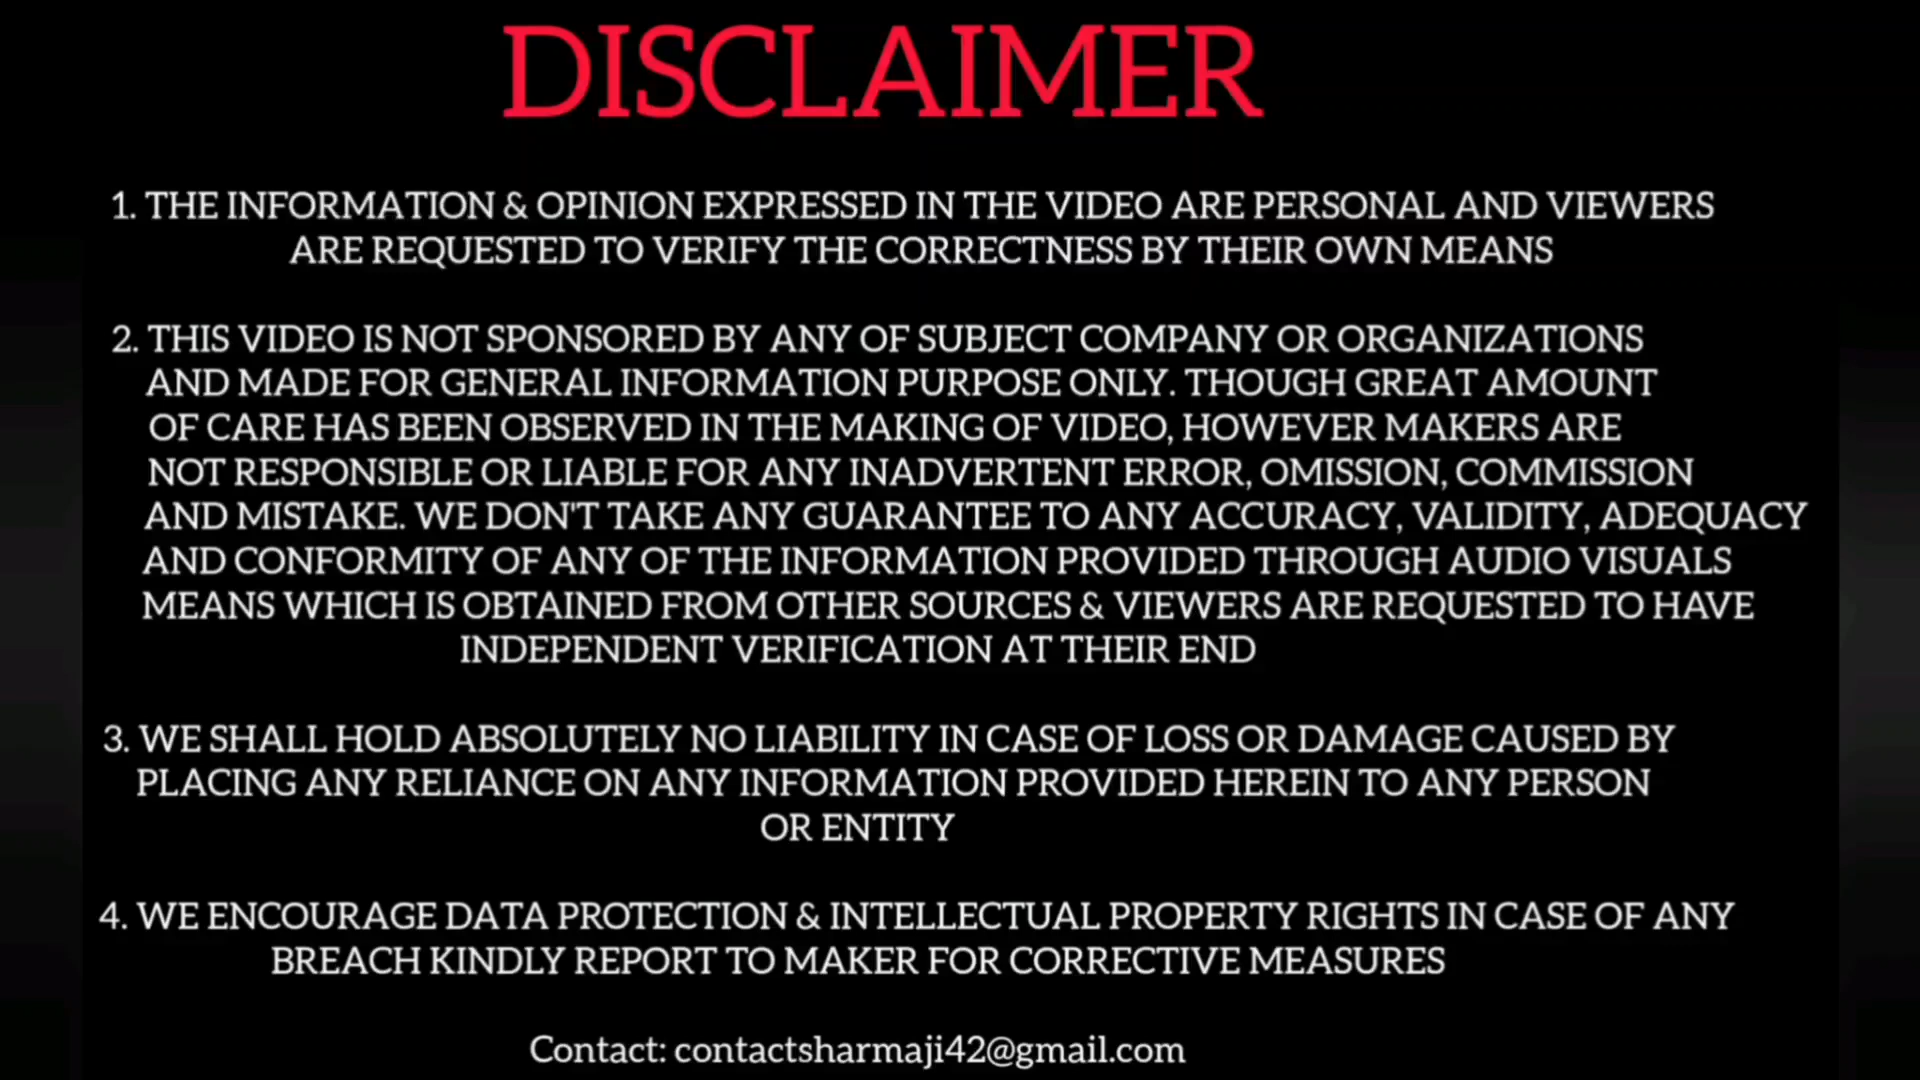 DISCLAIMER
1. THE INFORMATION & OPINION EXPRESSED IN THE VIDEO ARE PERSONAL AND VIEWERS
ARE REQUESTED TO VERIFY THE CORRECTNESS BY THEIR OWN MEANS
2. THIS VIDEO IS NOT SPONSORED BY ANY OF SUBJECT COMPANY OR ORGANIZATIONS
AND MADE FOR GENERAL INFORMATION PURPOSE ONLY. THOUGH GREAT AMOUNT
OF CARE HAS BEEN OBSERVED IN THE MAKING OF VIDEO, HOWEVER MAKERS ARE
NOT RESPONSIBLE OR LIABLE FOR ANY INADVERTENT ERROR, OMISSION, COMMISSION
AND MISTAKE. WE DON'T TAKE ANY GUARANTEE TO ANY ACCURACY, VALIDITY, ADEQUACY
AND CONFORMITY OF ANY OF THE INFORMATION PROVIDED THROUGH AUDIO VISUALS
MEANS WHICH IS OBTAINED FROM OTHER SOURCES & VIEWERS ARE REQUESTED TO HAVE
INDEPENDENT VERIFICATION AT THEIR END
3. WE SHALL HOLD ABSOLUTELY NO LIABILITY IN CASE OF LOSS OR DAMAGE CAUSED BY
PLACING ANY RELIANCE ON ANY INFORMATION PROVIDED HEREIN TO ANY PERSON
OR ENTITY
4. WE ENCOURAGE DATA PROTECTION & INTELLECTUAL PROPERTY RIGHTS IN CASE OF ANY
BREACH KINDLY REPORT TO MAKER FOR CORRECTIVE MEASURES
Contact: contactsharmaji42@gmail.com